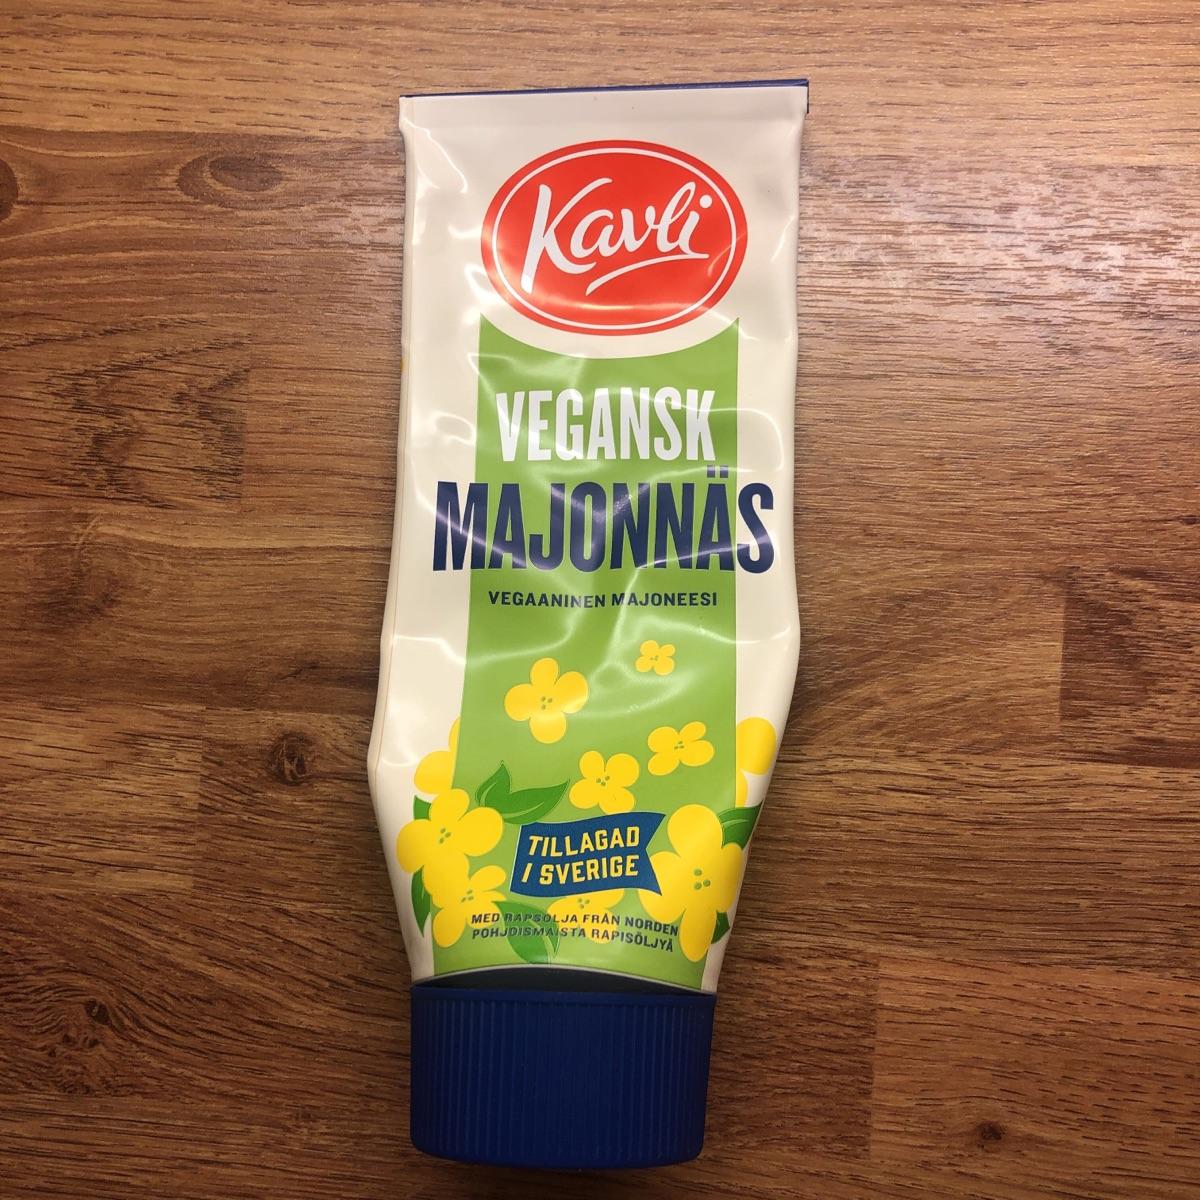 Kavli
VEGANSK
MAJONNÄS
VEGAANINEN MAJONEESI
TILLAGAD
I SVERIGE
MED RAPSOLJA FRÅN NORDEN
POHJOISMAISTA RAPISÖLJYÄ